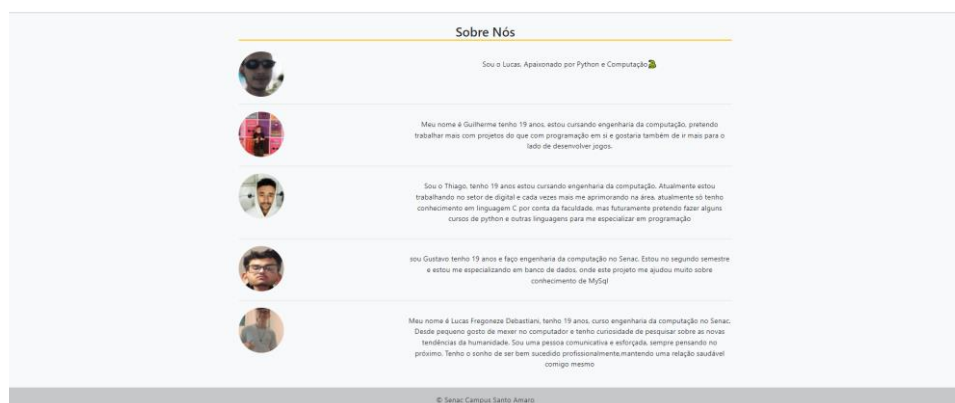 Sobre Nós
Sou o Lucas, Apaixonado por Python e Computação
Meu nome é Guilherme tenho 19 anos, estou cursando engenharia da computação, pretendo
trabalhar mais com projetos do que com programação em si e gostaria também de ir mais para o
lado de desenvolver jogos.
Sou o Thiago, tenho 19 anos estou cursando engenharia da computação. Atualmente estou
trabalhando no setor de digital e cada vezes mais me aprimorando na área, atualmente só tenho
conhecimento em linguagem C por conta da faculdade, mas futuramente pretendo fazer alguns
cursos de python e outras linguagens para me especializar em programação
sou Gustavo tenho 19 anos e faço engenharia da computação no Senac, Estou no segundo semestre
e estou me especializando em banco de dados, onde este projeto me ajudou muito sobre
conhecimento de MySql
Meu nome é Lucas Fregoneze Debastiani, tenho 19 anos, curso engenharia da computação no Senac,
Desde pequeno gosto de mexer no computador e tenho curiosidade de pesquisar sobre as novas
tendências da humanidade. Sou uma pessoa comunicativa e esforçada, sempre pensando no
próximo. Tenho o sonho de ser bem sucedido profissionalmente,mantendo uma relação saudável
comigo mesmo
© Senac Campus Santo Amaro